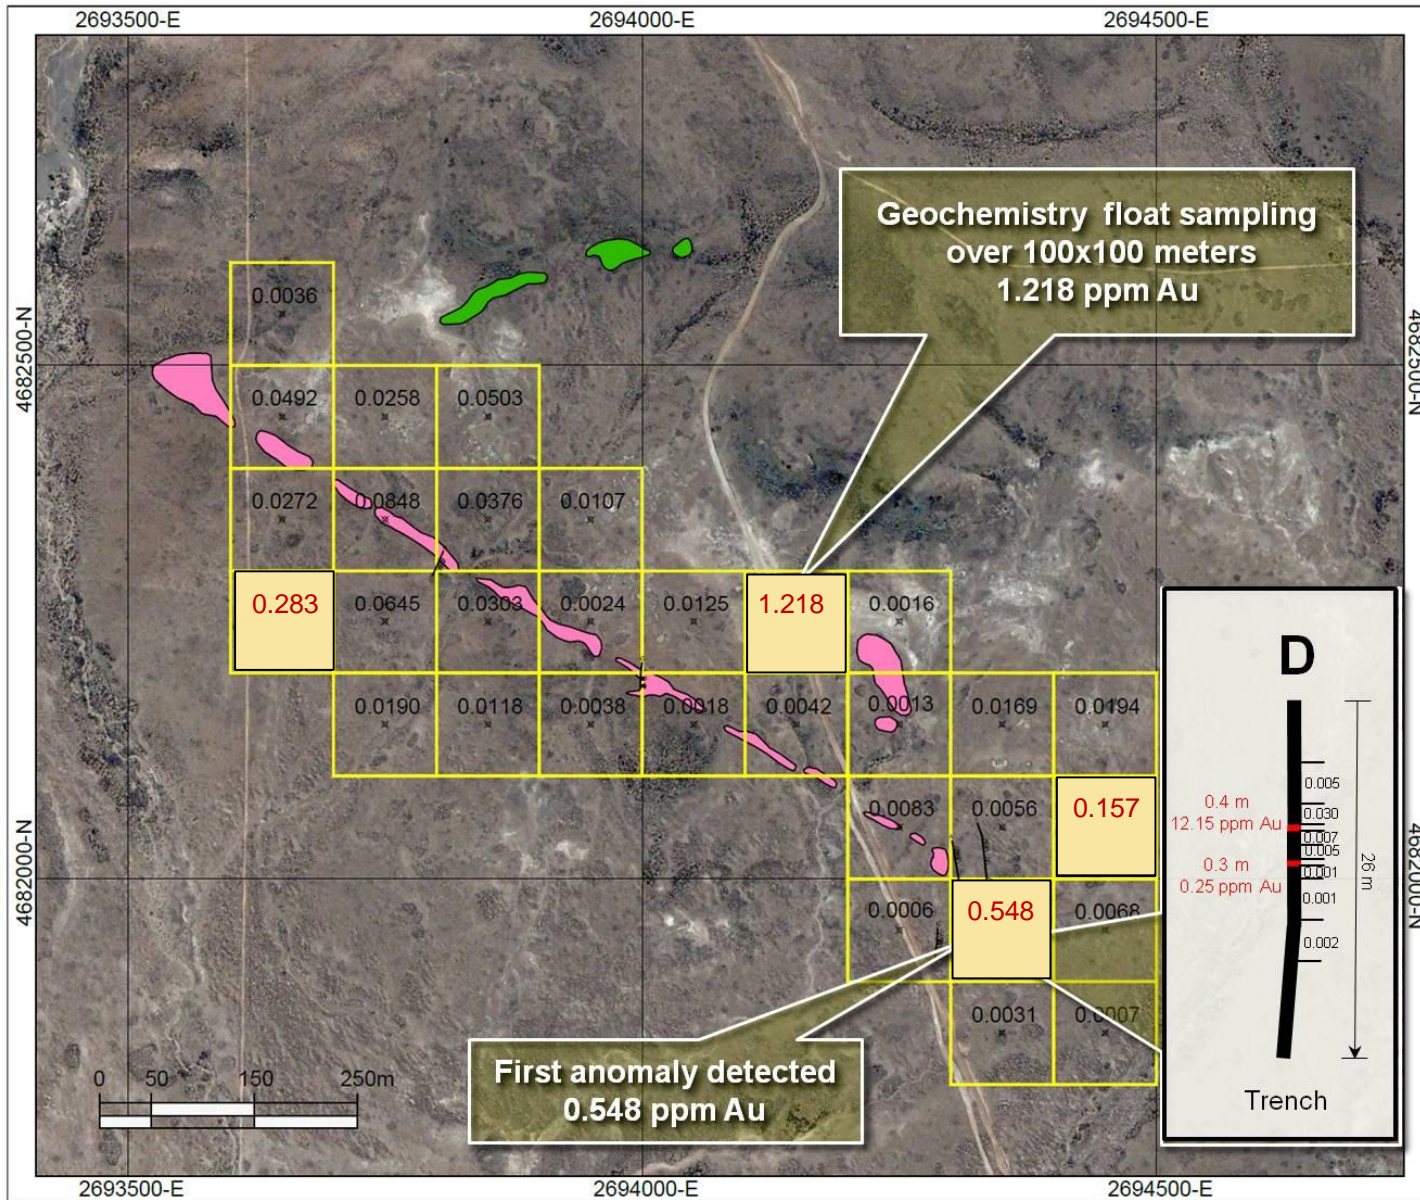 2693500-E 2694000-E 2694500-E
Geochemistry float sampling
over 100x100 meters
1.218 ppm Au
0.0036
4682500-N
4682500-N
0.0492 0.0258 0.0503
0.0272 0.0848 0.0376 0.0107
0.283 0.0645 0.0303 0.0024 0.0125 1.218 0.0016
0.0190 0.0118 0.0038 0.0018 0.0042 0.0013 0.0169 0.0194
0.0083 0.0056 0.157
4682000-N
4682000-N
0.0006 0.548 0.0068
0.0031 0.0007
First anomaly detected
0.548 ppm Au
0 50 150 250m
D
0.005
0.4 m
12.15 ppm Au
0.030
0.007
0.005
0.3 m
0.25 ppm Au
0.001
0.001
0.002
26 m
Trench
2693500-E 2694000-E 2694500-E